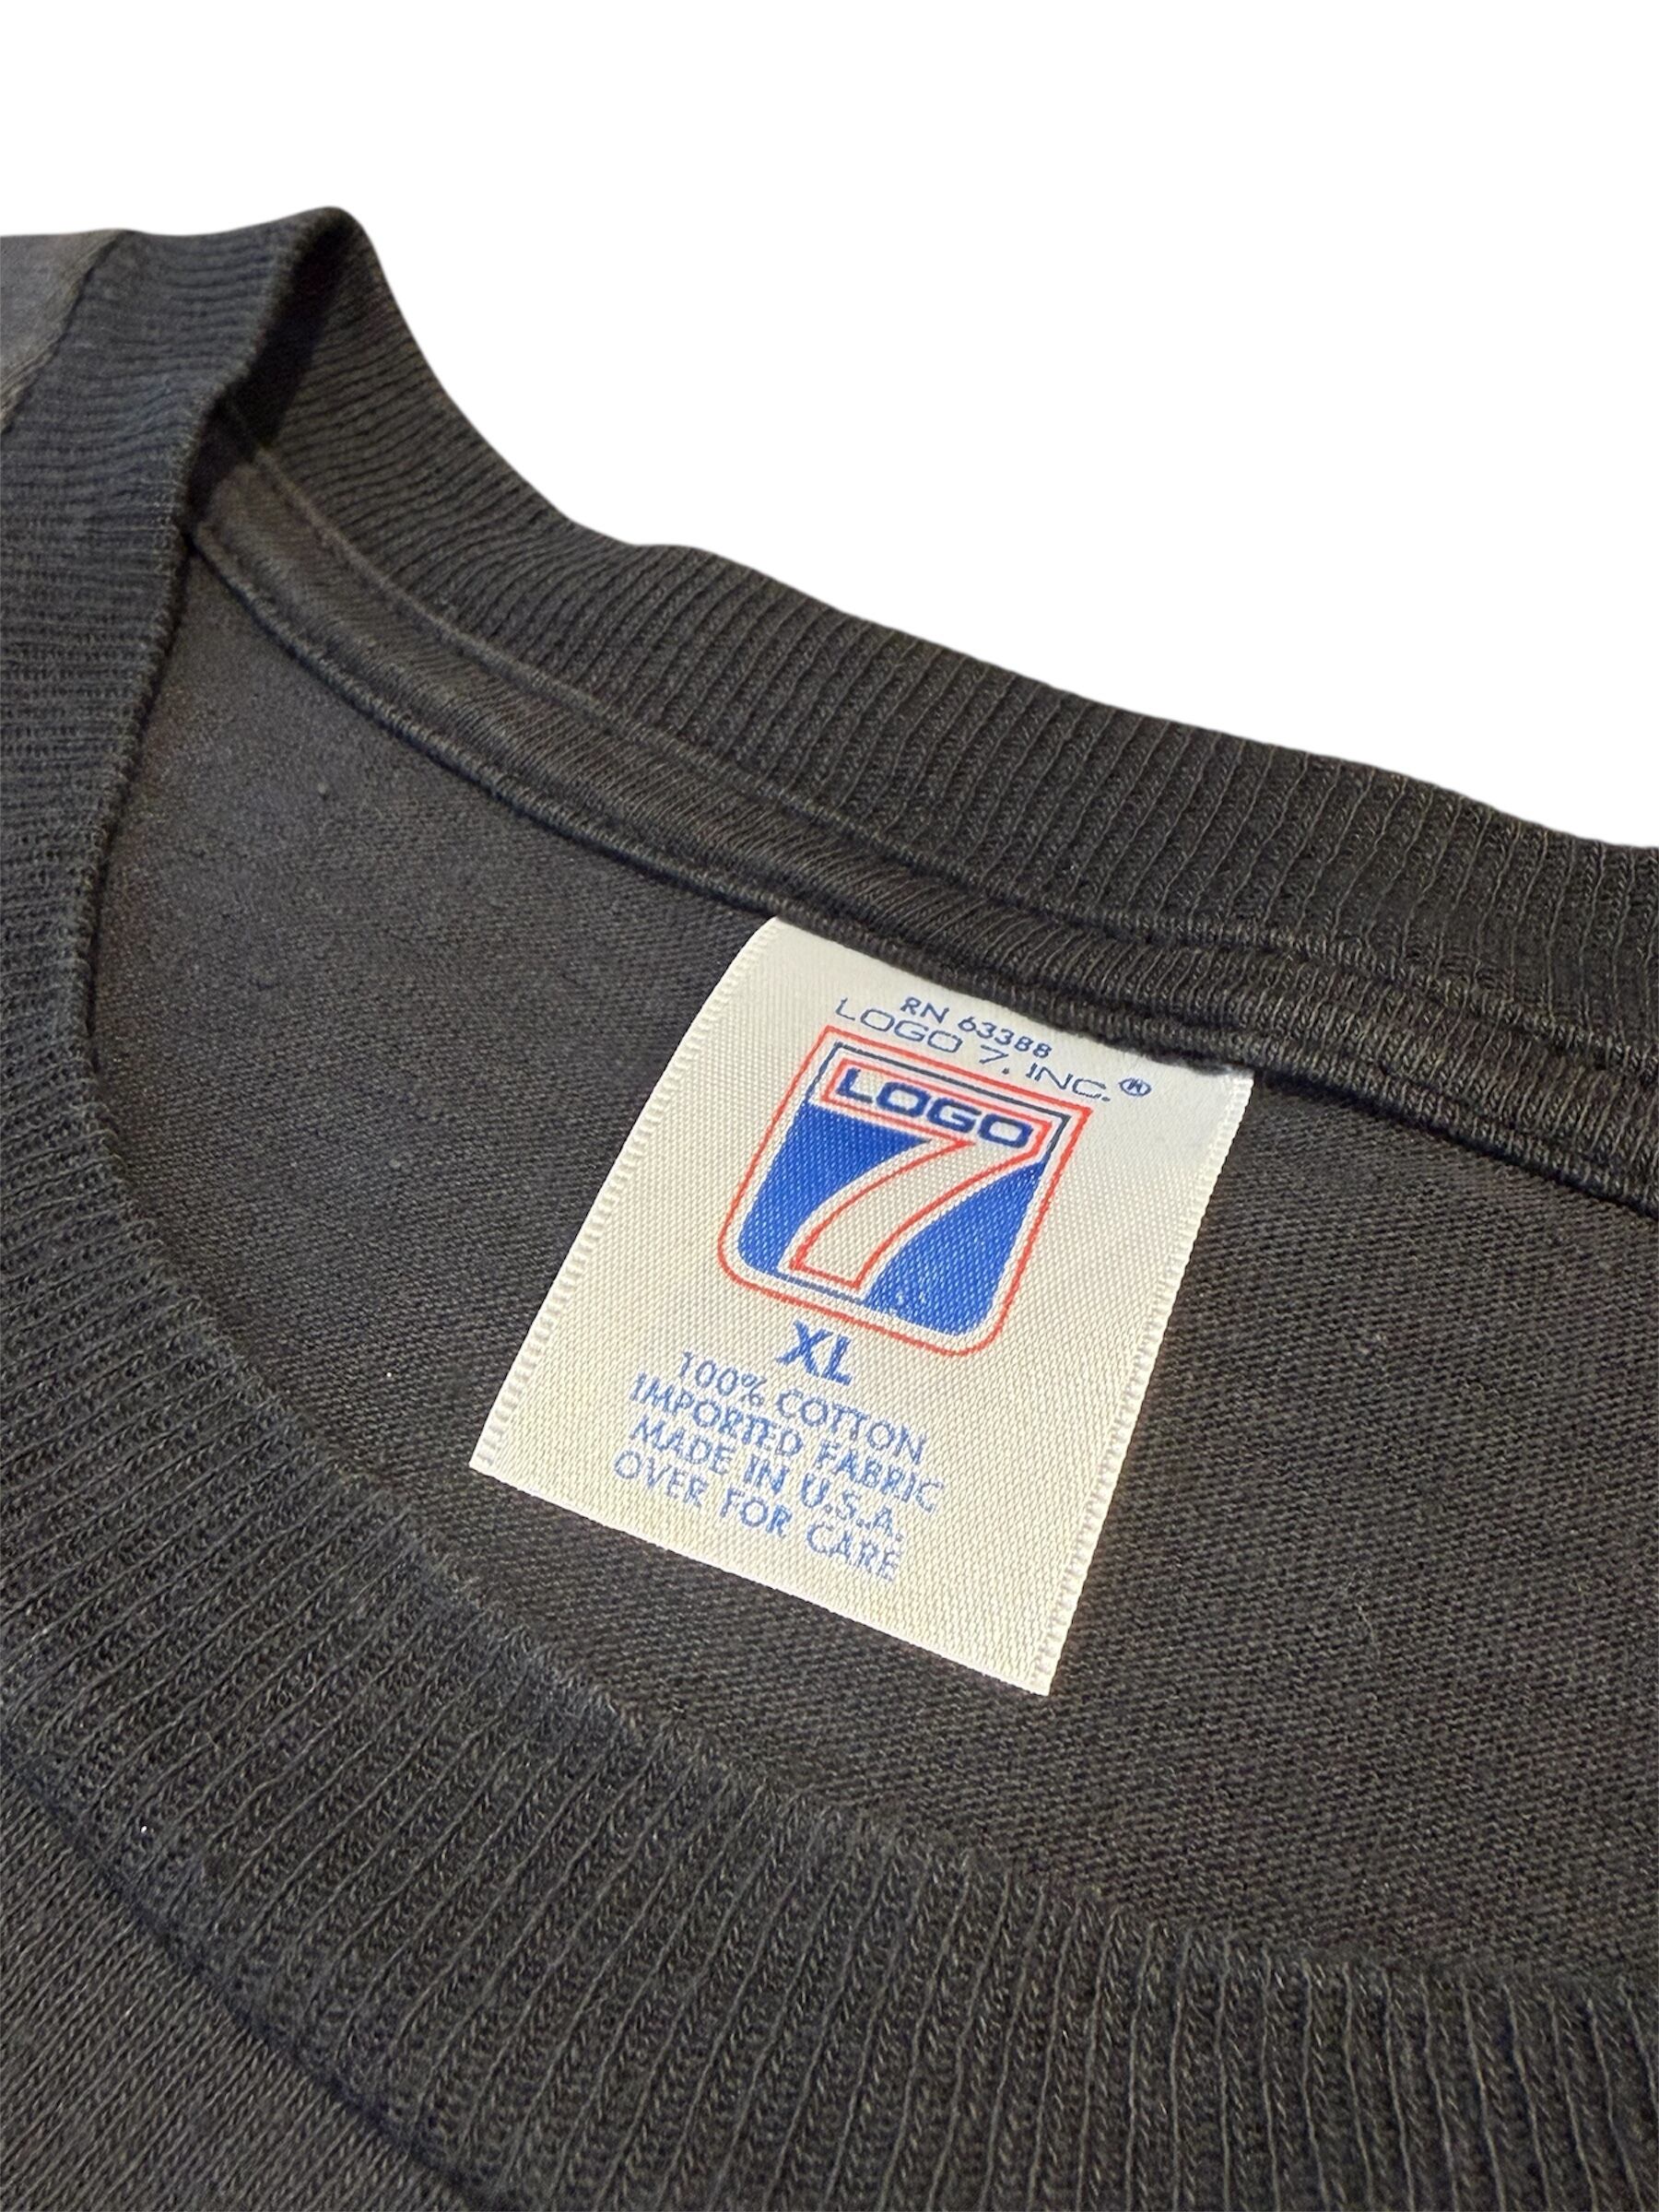 RN 63388
LOGO 7, INC.®
LOGO
7
XL
100% COTTON
IMPORTED FABRIC
MADE IN U.S.A.
OVER FOR CARE